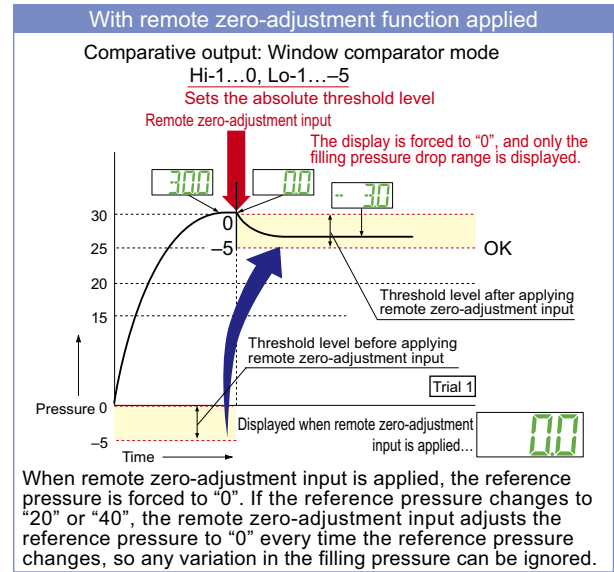 With remote zero-adjustment function applied
Comparative output: Window comparator mode
Hi-1…0, Lo-1…–5
Sets the absolute threshold level
Remote zero-adjustment input
The display is forced to “0”, and only the
filling pressure drop range is displayed.
30.0
0.0
- 3.0
30
0
25
–5
OK
20
15
Threshold level after applying
remote zero-adjustment input
Threshold level before applying
remote zero-adjustment input
Trial 1
Pressure 0
–5
Displayed when remote zero-adjustment
input is applied…
0.0
Time
When remote zero-adjustment input is applied, the reference
pressure is forced to “0”. If the reference pressure changes to
“20” or “40”, the remote zero-adjustment input adjusts the
reference pressure to “0” every time the reference pressure
changes, so any variation in the filling pressure can be ignored.